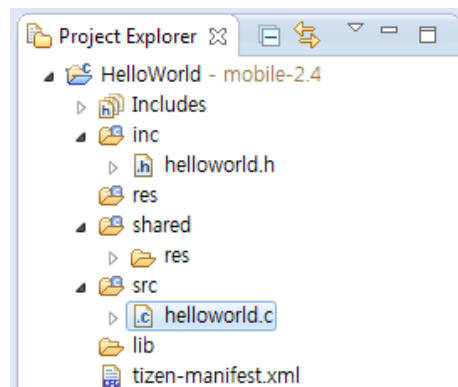 Project Explorer
HelloWorld - mobile-2.4
Includes
inc
helloworld.h
res
shared
res
src
helloworld.c
lib
tizen-manifest.xml